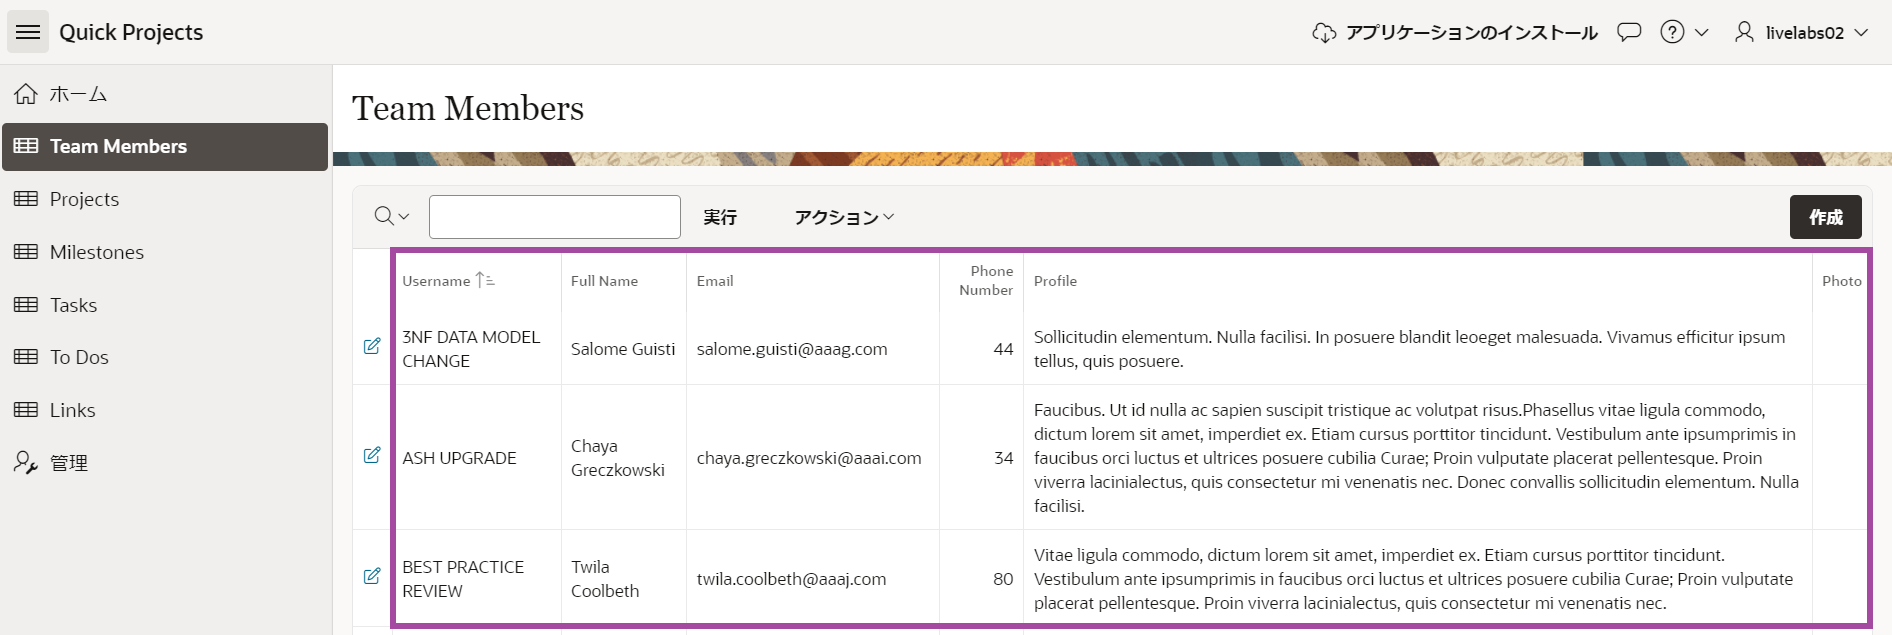 Quick Projects
アプリケーションのインストール
livelabs02
ホーム
Team Members
Projects
Milestones
Tasks
To Dos
Links
管理
Team Members
実行
アクション
作成
Username
Full Name
Email
Phone
Number
Profile
Photo
3NF DATA MODEL
CHANGE
Salome Guisti
salome.guisti@aaag.com
44
Sollicitudin elementum. Nulla facilisi. In posuere blandit leoeget malesuada. Vivamus efficitur ipsum
tellus, quis posuere.
ASH UPGRADE
Chaya
Greczkowski
chaya.greczkowski@aaai.com
34
Faucibus. Ut id nulla ac sapien suscipit tristique ac volutpat risus.Phasellus vitae ligula commodo,
dictum lorem sit amet, imperdiet ex. Etiam cursus porttitor tincidunt. Vestibulum ante ipsumprimis in
faucibus orci luctus et ultrices posuere cubilia Curae; Proin vulputate placerat pellentesque. Proin
viverra lacinialectus, quis consectetur mi venenatis nec. Donec convallis sollicitudin elementum. Nulla
facilisi.
BEST PRACTICE
REVIEW
Twila
Coolbeth
twila.coolbeth@aaaj.com
80
Vitae ligula commodo, dictum lorem sit amet, imperdiet ex. Etiam cursus porttitor tincidunt.
Vestibulum ante ipsumprimis in faucibus orci luctus et ultrices posuere cubilia Curae; Proin vulputate
placerat pellentesque. Proin viverra lacinialectus, quis consectetur mi venenatis nec.